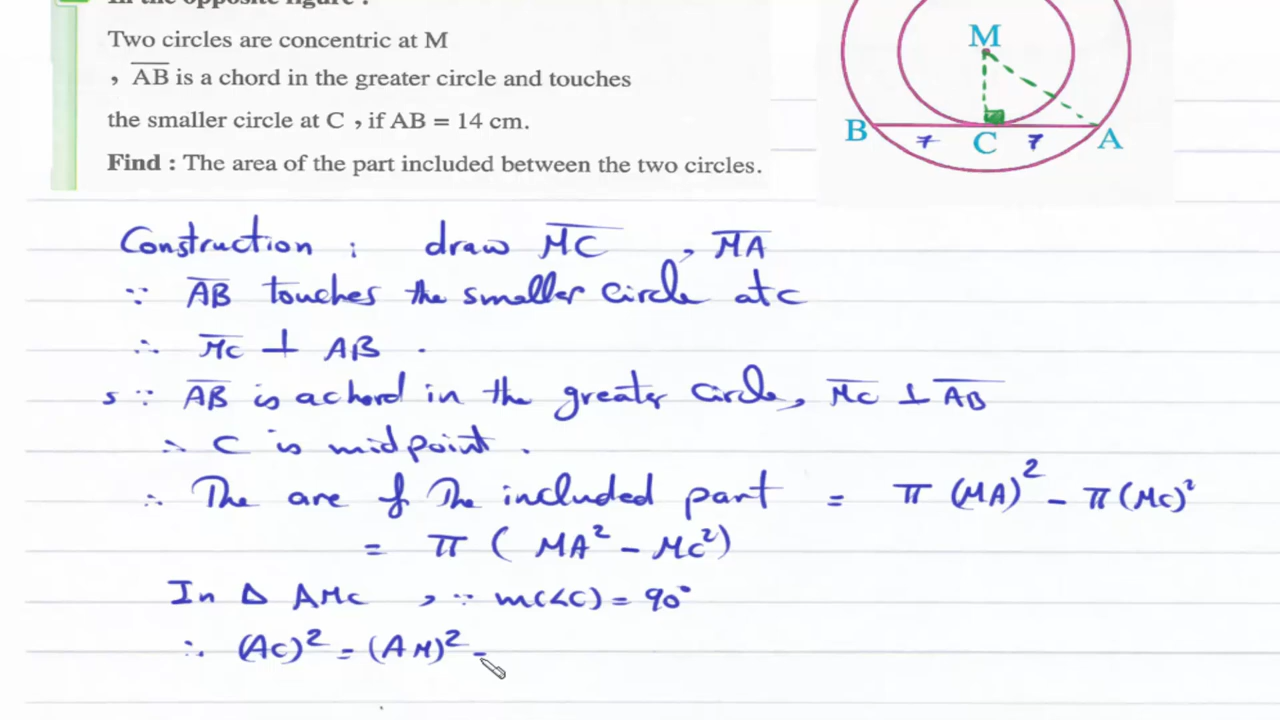 In the opposite figure :
Two circles are concentric at M
, AB is a chord in the greater circle and touches
the smaller circle at C , if AB = 14 cm.
Find : The area of the part included between the two circles.
M
B
7
C
7
A
Construction : draw MC , MA
∵ AB touches the smaller circle at c
∴ Mc ⊥ AB .
, ∵ AB is a chord in the greater circle, Mc ⊥ AB
∴ C is midpoint .
∴ The are of The included part = π (MA)² - π (Mc)²
= π ( MA² - Mc²)
In Δ AMc , ∵ m(∠C) = 90°
∴ (Ac)² = (AM)² -